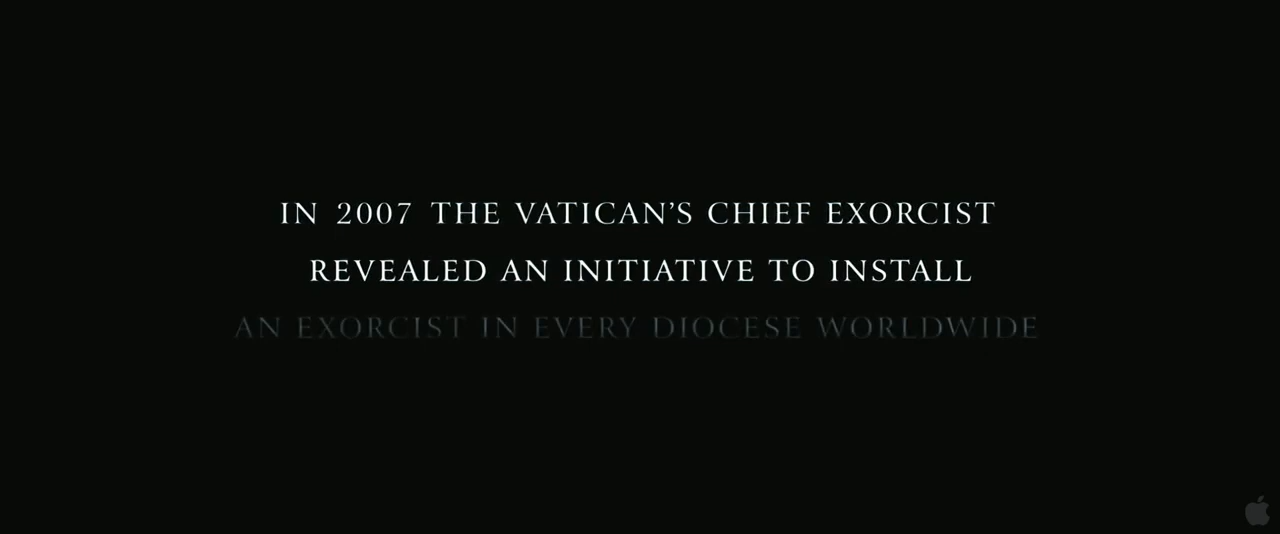 IN 2007 THE VATICAN’S CHIEF EXORCIST
REVEALED AN INITIATIVE TO INSTALL
AN EXORCIST IN EVERY DIOCESE WORLDWIDE